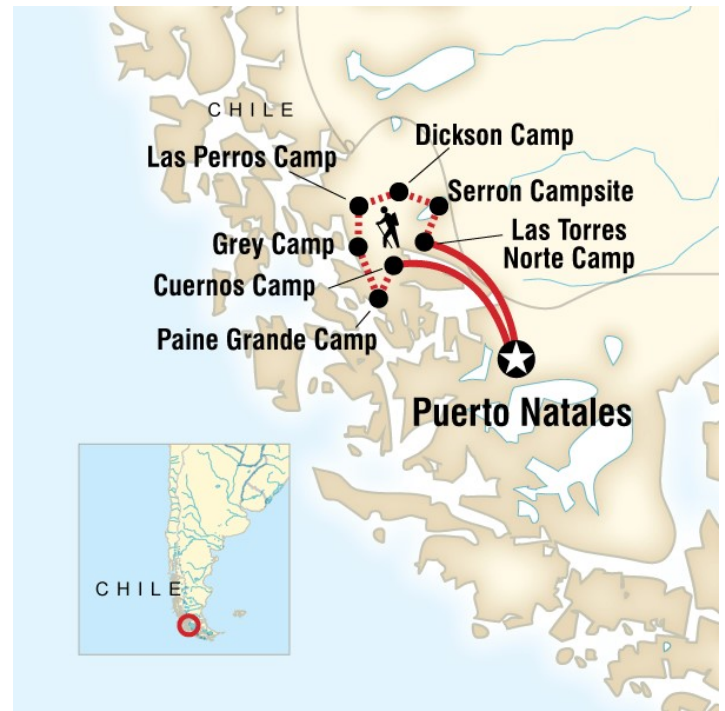 CHILE
Dickson Camp
Las Perros Camp
Serron Campsite
Grey Camp
Las Torres
Norte Camp
Cuernos Camp
Paine Grande Camp
Puerto Natales
CHILE